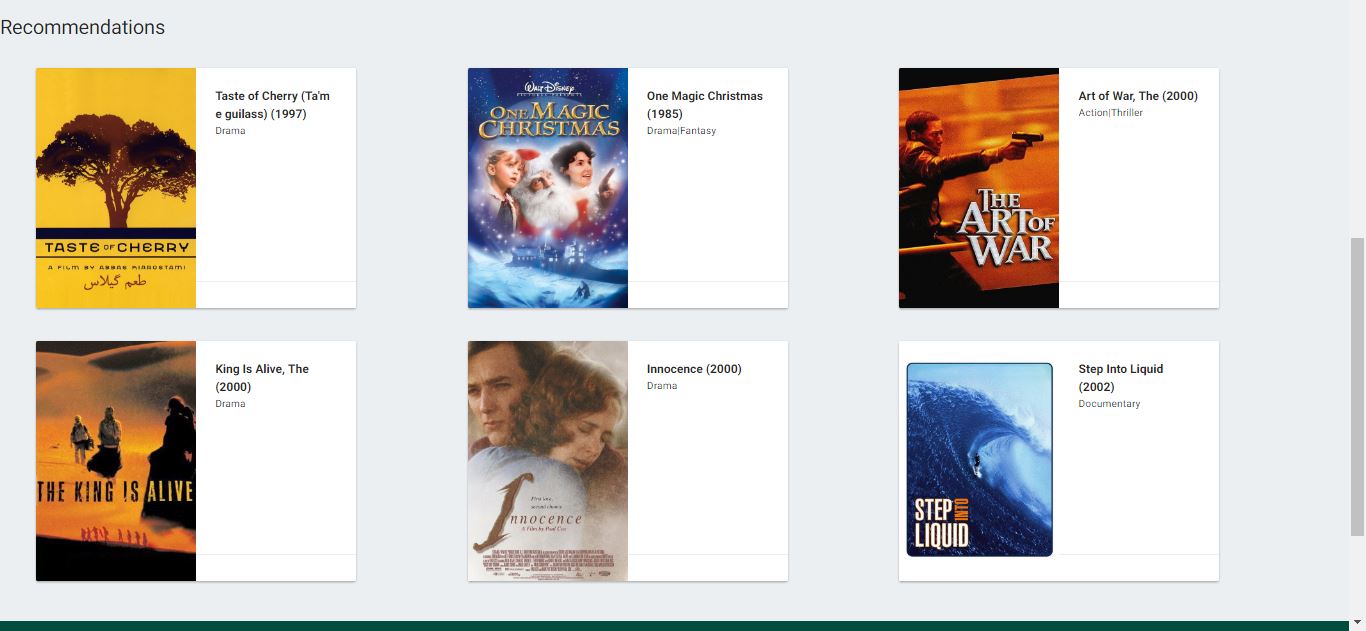 Recommendations
TASTE OF CHERRY
A FILM BY ABBAS KIAROSTAMI
طعم گیلاس
Taste of Cherry (Ta'm
e guilass) (1997)
Drama
WALT DISNEY
PICTURES PRESENTS
ONE MAGIC
CHRISTMAS
One Magic Christmas
(1985)
Drama|Fantasy
THE
ART OF
WAR
Art of War, The (2000)
Action|Thriller
THE KING IS ALIVE
King Is Alive, The
(2000)
Drama
First love,
second chance
Innocence
A Film by Paul Cox
Innocence (2000)
Drama
STEP INTO
LIQUID
Step Into Liquid
(2002)
Documentary